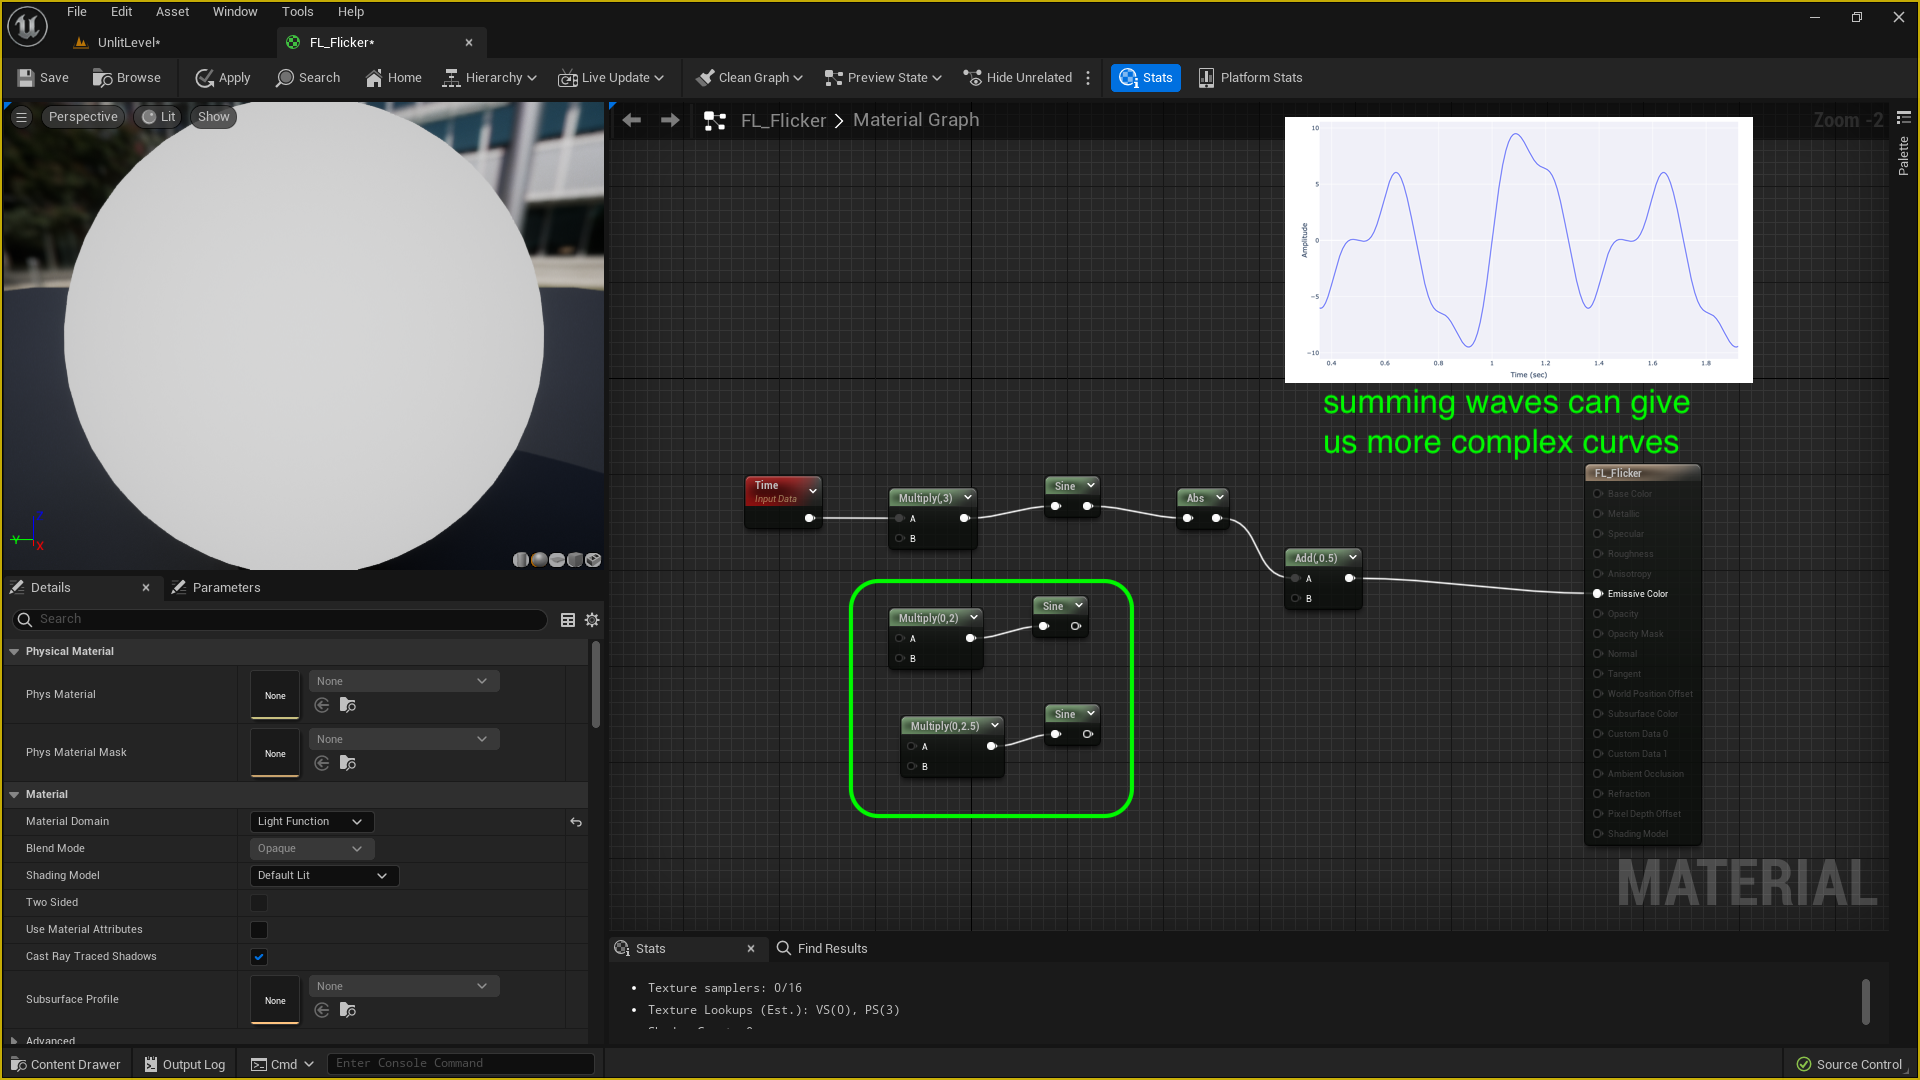 File Edit Asset Window Tools Help
UnlitLevel*
FL_Flicker*
Save Browse Apply Search Home Hierarchy Live Update Clean Graph Preview State Hide Unrelated Stats Platform Stats
Perspective Lit Show
FL_Flicker Material Graph
Zoom -2
Palette
10
5
0
−5
−10
Amplitude
0.4 0.6 0.8 1 1.2 1.4 1.6 1.8
Time (sec)
summing waves can give
us more complex curves
Time
Input Data
Multiply(,3)
A
B
Sine
Abs
Add(,0.5)
A
B
Multiply(0,2)
A
B
Sine
Multiply(0,2.5)
A
B
Sine
FL_Flicker
Base Color
Metallic
Specular
Roughness
Anisotropy
Emissive Color
Opacity
Opacity Mask
Normal
Tangent
World Position Offset
Subsurface Color
Custom Data 0
Custom Data 1
Ambient Occlusion
Refraction
Pixel Depth Offset
Shading Model
MATERIAL
Z
Y
X
Details
Parameters
Search
Physical Material
Phys Material None None
Phys Material Mask None None
Material
Material Domain Light Function
Blend Mode Opaque
Shading Model Default Lit
Two Sided
Use Material Attributes
Cast Ray Traced Shadows
Subsurface Profile None None
Advanced
Stats
Find Results
• Texture samplers: 0/16
• Texture Lookups (Est.): VS(0), PS(3)
Content Drawer Output Log Cmd Enter Console Command Source Control